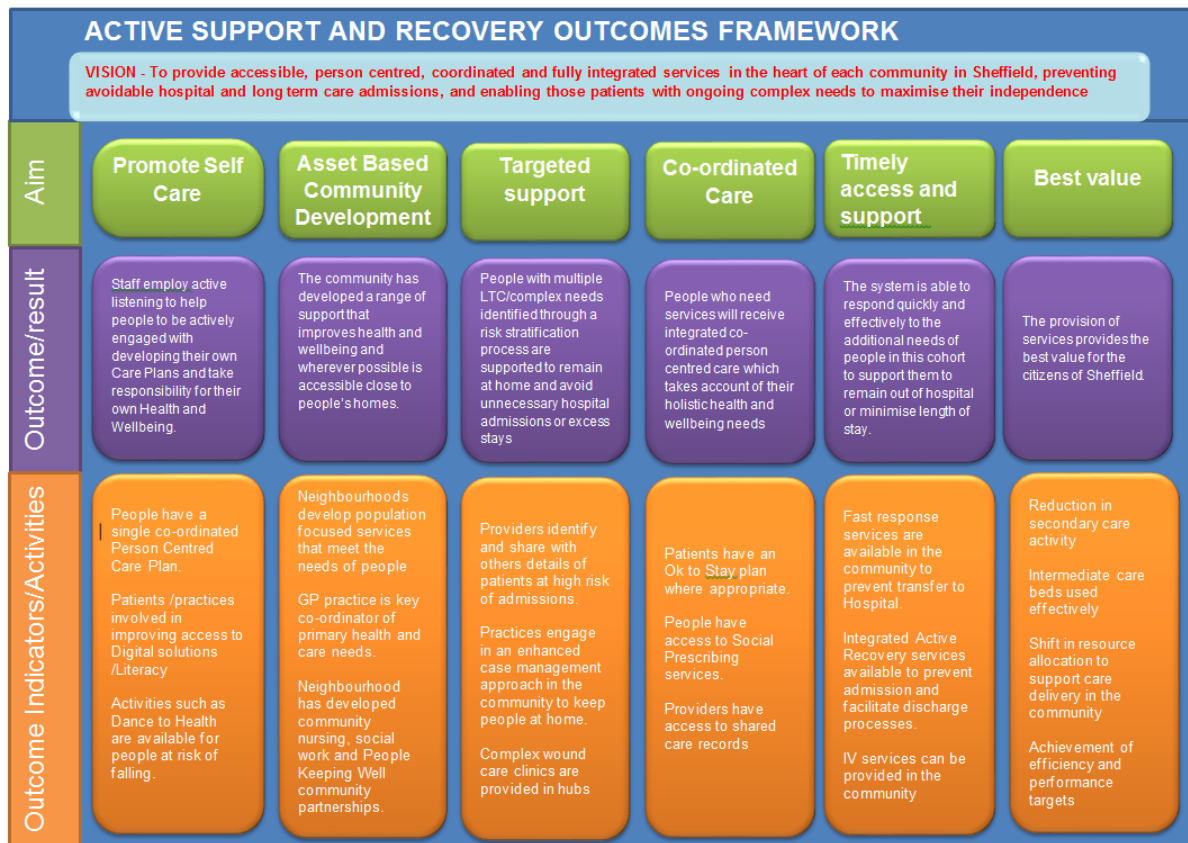 ACTIVE SUPPORT AND RECOVERY OUTCOMES FRAMEWORK
VISION - To provide accessible, person centred, coordinated and fully integrated services in the heart of each community in Sheffield, preventing
avoidable hospital and long term care admissions, and enabling those patients with ongoing complex needs to maximise their independence
Aim
Promote Self
Care
Asset Based
Community
Development
Targeted
support
Co-ordinated
Care
Timely
access and
support
Best value
Outcome/result
Staff employ active
listening to help
people to be actively
engaged with
developing their own
Care Plans and take
responsibility for their
own Health and
Wellbeing.
The community has
developed a range of
support that
improves health and
wellbeing and
wherever possible is
accessible close to
people's homes.
People with multiple
LTC/complex needs
identified through a
risk stratification
process are
supported to remain
at home and avoid
unnecessary hospital
admissions or excess
stays
People who need
services will receive
integrated co-
ordinated person
centred care which
takes account of their
holistic health and
wellbeing needs
The system is able to
respond quickly and
effectively to the
additional needs of
people in this cohort
to support them to
remain out of hospital
or minimise length of
stay.
The provision of
services provides the
best value for the
citizens of Sheffield.
Outcome Indicators/Activities
People have a
single co-ordinated
Person Centred
Care Plan.
Patients /practices
involved in
improving access to
Digital solutions
/Literacy
Activities such as
Dance to Health
are available for
people at risk of
falling.
Neighbourhoods
develop population
focused services
that meet the
needs of people
GP practice is key
co-ordinator of
primary health and
care needs.
Neighbourhood
has developed
community
nursing, social
work and People
Keeping Well
community
partnerships.
Providers identify
and share with
others details of
patients at high risk
of admissions.
Practices engage
in an enhanced
case management
approach in the
community to keep
people at home.
Complex wound
care clinics are
provided in hubs
Patients have an
Ok to Stay plan
where appropriate.
People have
access to Social
Prescribing
services.
Providers have
access to shared
care records
Fast response
services are
available in the
community to
prevent transfer to
Hospital.
Integrated Active
Recovery services
available to prevent
admission and
facilitate discharge
processes.
IV services can be
provided in the
community
Reduction in
secondary care
activity
Intermediate care
beds used
effectively
Shift in resource
allocation to
support care
delivery in the
community
Achievement of
efficiency and
performance
targets